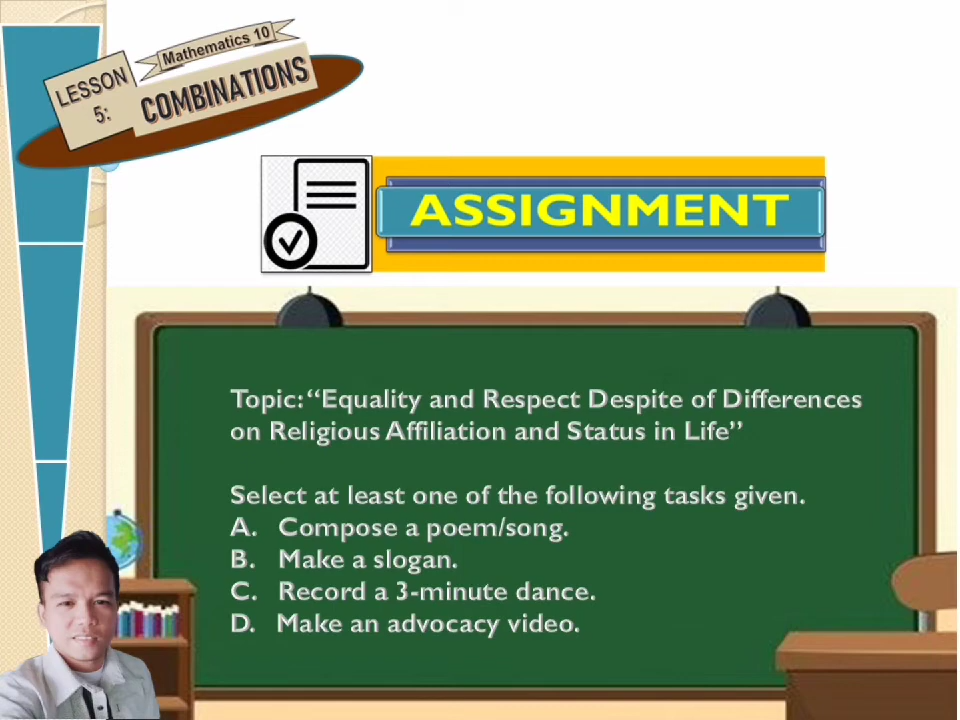 Mathematics 10
LESSON
5:
COMBINATIONS
ASSIGNMENT
Topic: “Equality and Respect Despite of Differences
on Religious Affiliation and Status in Life”
Select at least one of the following tasks given.
A. Compose a poem/song.
B. Make a slogan.
C. Record a 3-minute dance.
D. Make an advocacy video.